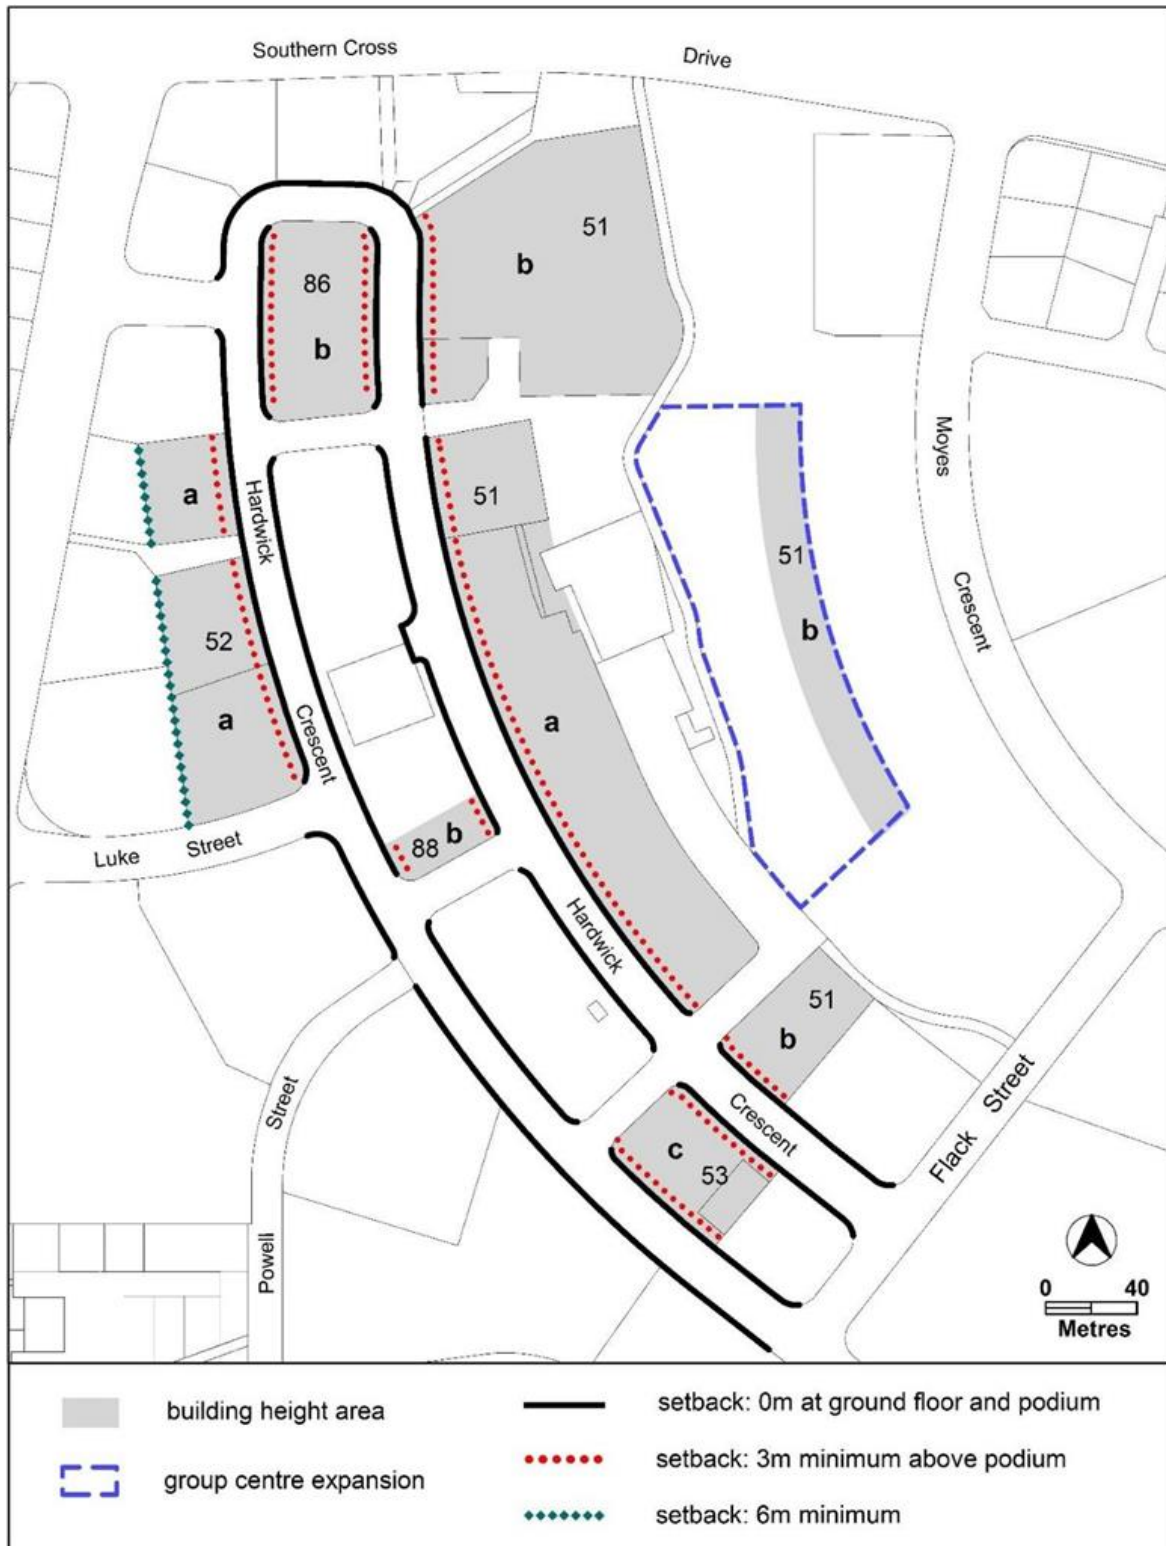 Southern Cross
Drive
51
b
86
b
Moyes
51
a
Hardwick
51
Crescent
b
52
a
a
Crescent
88 b
Luke Street
Hardwick
51
b
Street
Crescent
Flack Street
c
53
Powell
0 40
Metres
building height area
group centre expansion
setback: 0m at ground floor and podium
setback: 3m minimum above podium
setback: 6m minimum